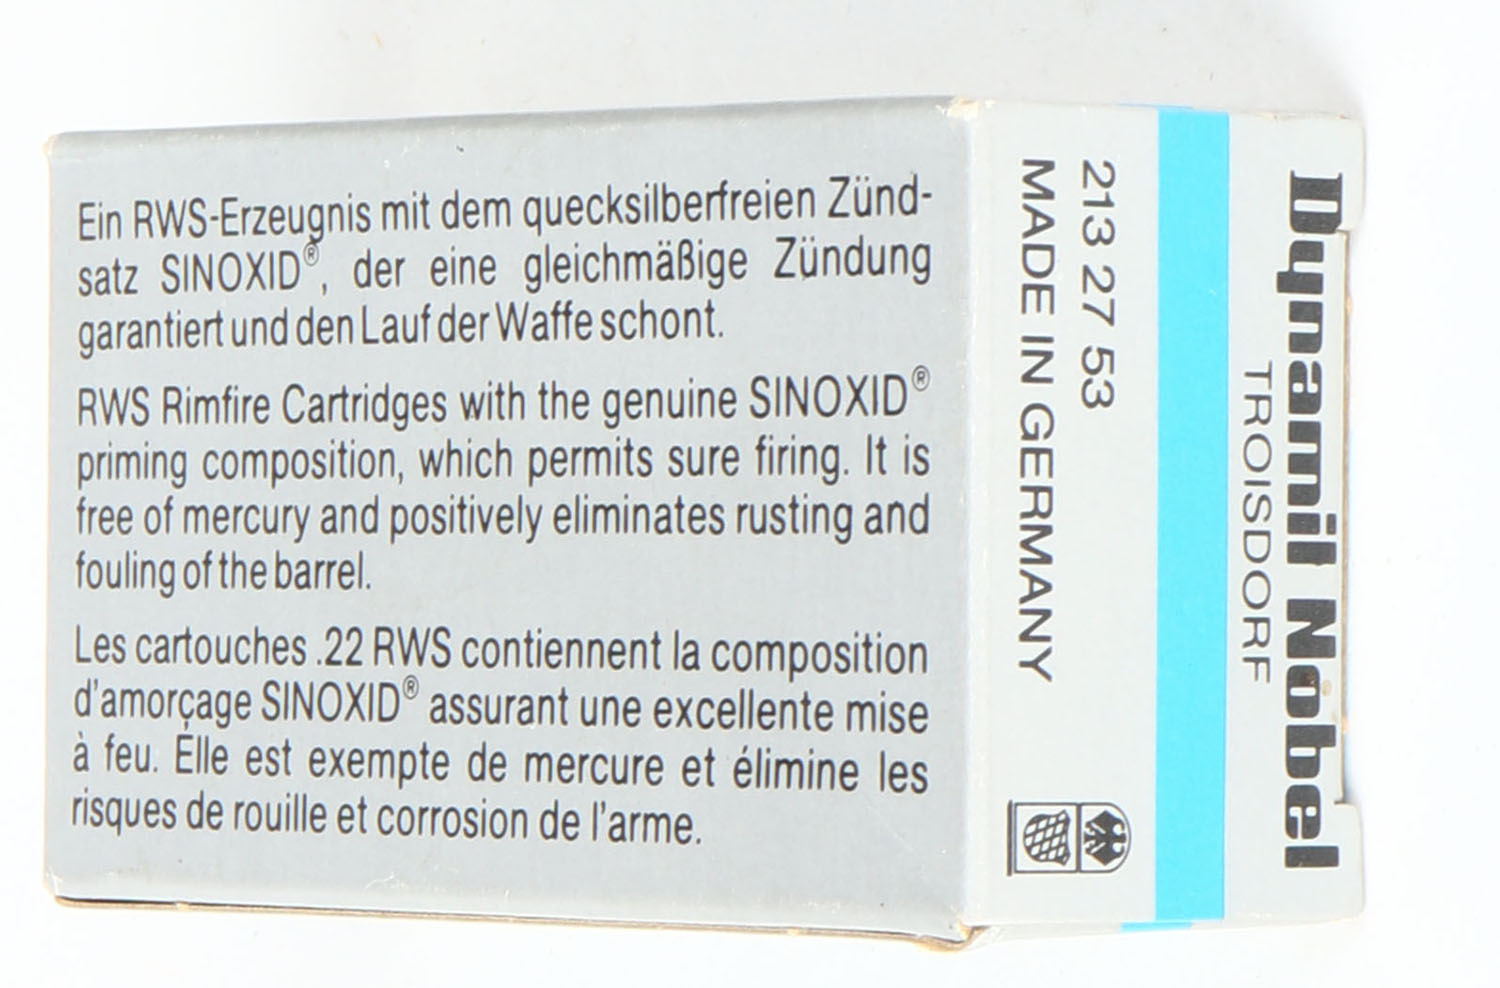 Ein RWS-Erzeugnis mit dem quecksilberfreien Zünd-
satz SINOXID®, der eine gleichmäßige Zündung
garantiert und den Lauf der Waffe schont.
RWS Rimfire Cartridges with the genuine SINOXID®
priming composition, which permits sure firing. It is
free of mercury and positively eliminates rusting and
fouling of the barrel.
Les cartouches .22 RWS contiennent la composition
d'amorçage SINOXID® assurant une excellente mise
à feu. Elle est exempte de mercure et élimine les
risques de rouille et corrosion de l'arme.
Dynamit Nobel
TROISDORF
213 27 53
MADE IN GERMANY